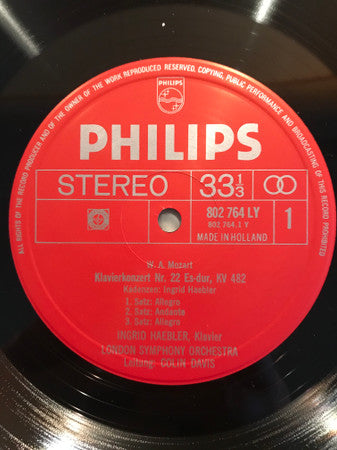 ALL RIGHTS OF THE RECORD PRODUCER AND OF THE OWNER OF THE WORK REPRODUCED RESERVED. COPYING, PUBLIC PERFORMANCE AND BROADCASTING OF THIS RECORD PROHIBITED
PHILIPS
PHILIPS
STEREO 33 1/3
802 764 LY
802 764.1 Y
MADE IN HOLLAND
1
W. A. Mozart
Klavierkonzert Nr. 22 Es-dur, KV 482
Kadenzen: Ingrid Haebler
1. Satz: Allegro
2. Satz: Andante
3. Satz: Allegro
INGRID HAEBLER, Klavier
LONDON SYMPHONY ORCHESTRA
Leitung: COLIN DAVIS